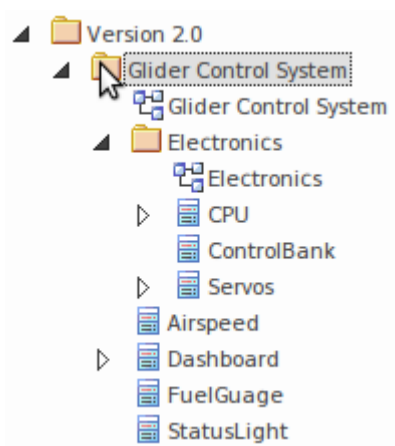 Version 2.0
Glider Control System
Glider Control System
Electronics
Electronics
CPU
ControlBank
Servos
Airspeed
Dashboard
FuelGuage
StatusLight